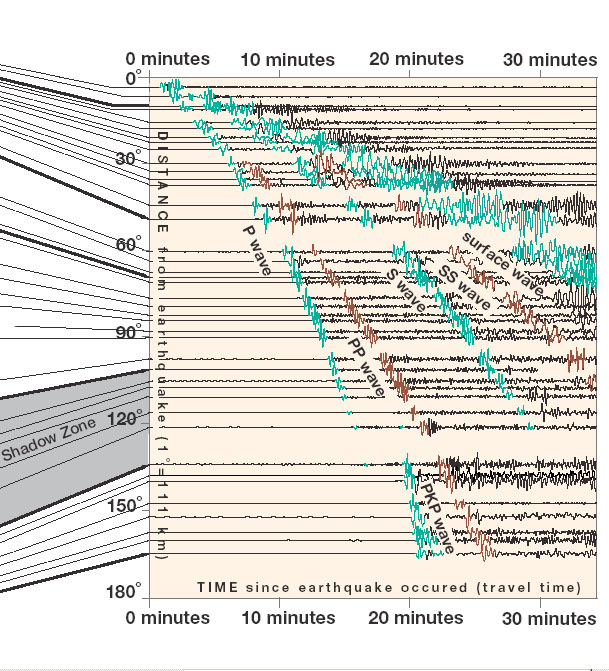 0 minutes 10 minutes 20 minutes 30 minutes
0°
30°
60°
90°
120°
150°
180°
DISTANCE from earthquake (1°=111 km)
P wave
surface wave
S wave
SS wave
PP wave
PKP wave
Shadow Zone
TIME since earthquake occured (travel time)
0 minutes 10 minutes 20 minutes 30 minutes